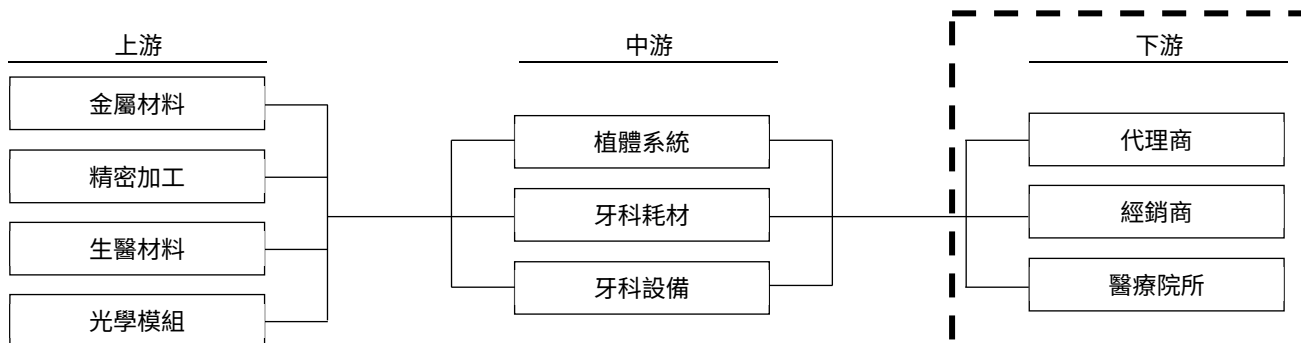 上游
金屬材料
精密加工
生醫材料
光學模組
中游
植體系統
牙科耗材
牙科設備
下游
代理商
經銷商
醫療院所